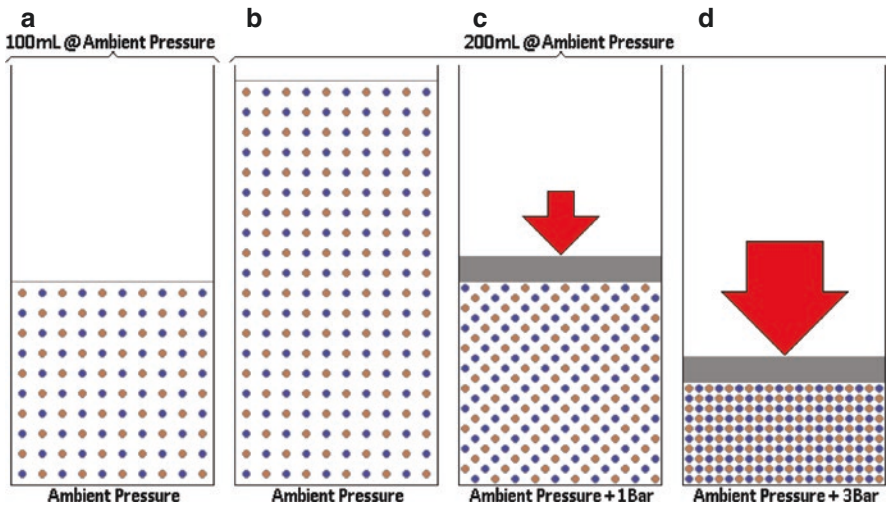 a
b
c
d
100mL @ Ambient Pressure
200mL @ Ambient Pressure
Ambient Pressure
Ambient Pressure
Ambient Pressure + 1Bar
Ambient Pressure + 3Bar